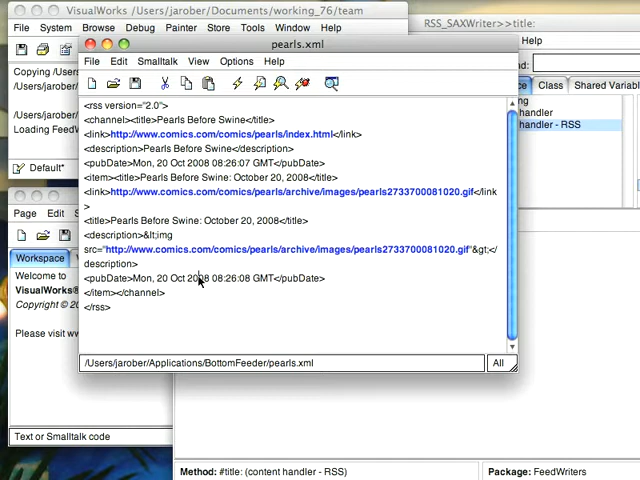 VisualWorks /Users/jarober/Documents/working_76/team
File System Browse Debug Painter Store Tools Window Help
Copying /Users
/Users/jarober/
/Users/jarobe
Loading FeedW
Default*
Page Edit S
Workspace
Welcome to
VisualWorks®
Copyright © 20
Please visit ww
Text or Smalltalk code
RSS_SAXWriter>>title:
Help
nd:
ce Class Shared Variabl
ng
handler
handler - RSS
pearls.xml
File Edit Smalltalk View Options Help
<rss version="2.0">
<channel><title>Pearls Before Swine</title>
<link>http://www.comics.com/comics/pearls/index.html</link>
<description>Pearls Before Swine</description>
<pubDate>Mon, 20 Oct 2008 08:26:07 GMT</pubDate>
<item><title>Pearls Before Swine: October 20, 2008</title>
<link>http://www.comics.com/comics/pearls/archive/images/pearls2733700081020.gif</link
>
<title>Pearls Before Swine: October 20, 2008</title>
<description>&lt;img
src="http://www.comics.com/comics/pearls/archive/images/pearls2733700081020.gif"&gt;</
description>
<pubDate>Mon, 20 Oct 2008 08:26:08 GMT</pubDate>
</item></channel>
</rss>
/Users/jarober/Applications/BottomFeeder/pearls.xml
All
Method: #title: (content handler - RSS)
Package: FeedWriters